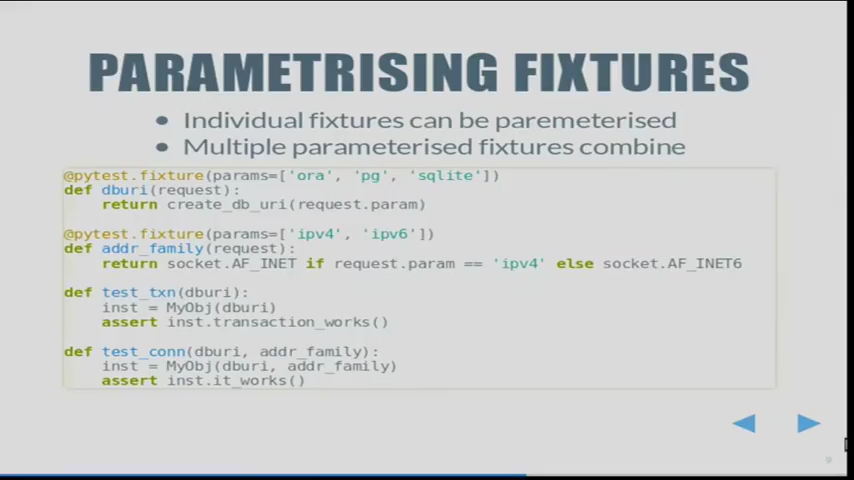 PARAMETRISING FIXTURES
• Individual fixtures can be paremeterised
• Multiple parameterised fixtures combine
@pytest.fixture(params=['ora', 'pg', 'sqlite'])
def dburi(request):
    return create_db_uri(request.param)
@pytest.fixture(params=['ipv4', 'ipv6'])
def addr_family(request):
    return socket.AF_INET if request.param == 'ipv4' else socket.AF_INET6
def test_txn(dburi):
    inst = MyObj(dburi)
    assert inst.transaction_works()
def test_conn(dburi, addr_family):
    inst = MyObj(dburi, addr_family)
    assert inst.it_works()
9